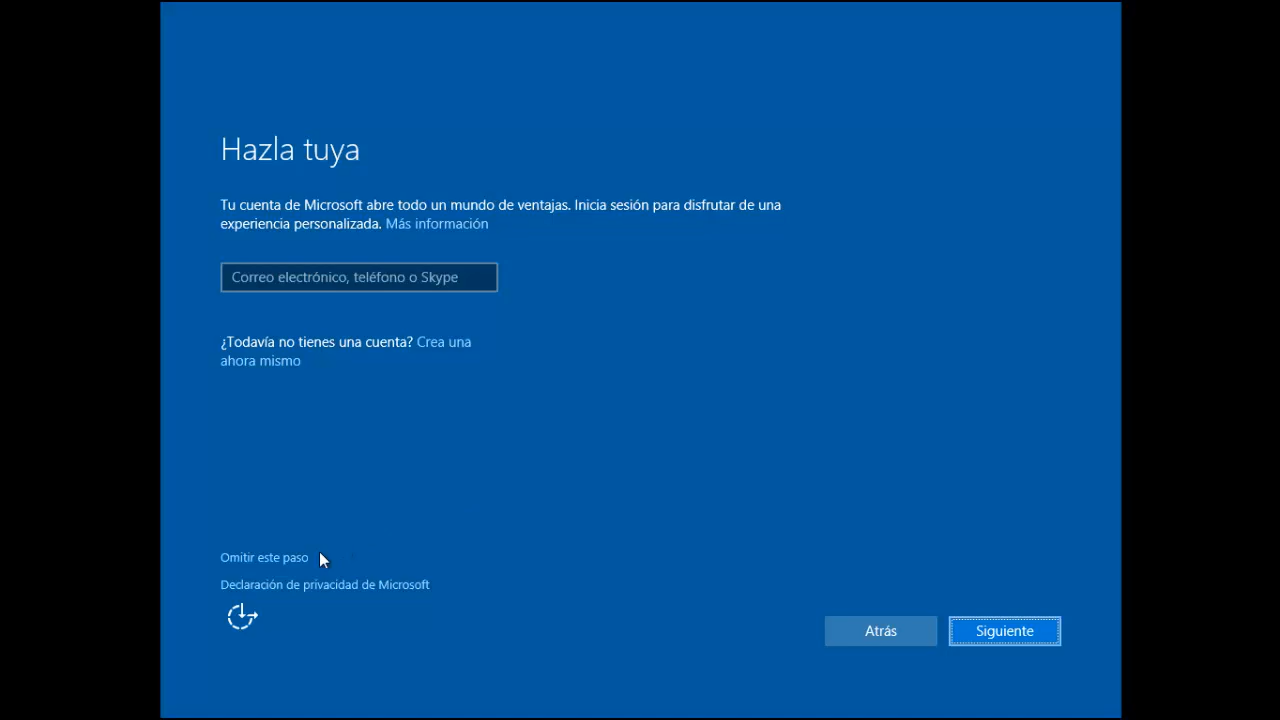 Hazla tuya
Tu cuenta de Microsoft abre todo un mundo de ventajas. Inicia sesión para disfrutar de una
experiencia personalizada. Más información
Correo electrónico, teléfono o Skype
¿Todavía no tienes una cuenta? Crea una
ahora mismo
Omitir este paso
Declaración de privacidad de Microsoft
Atrás
Siguiente